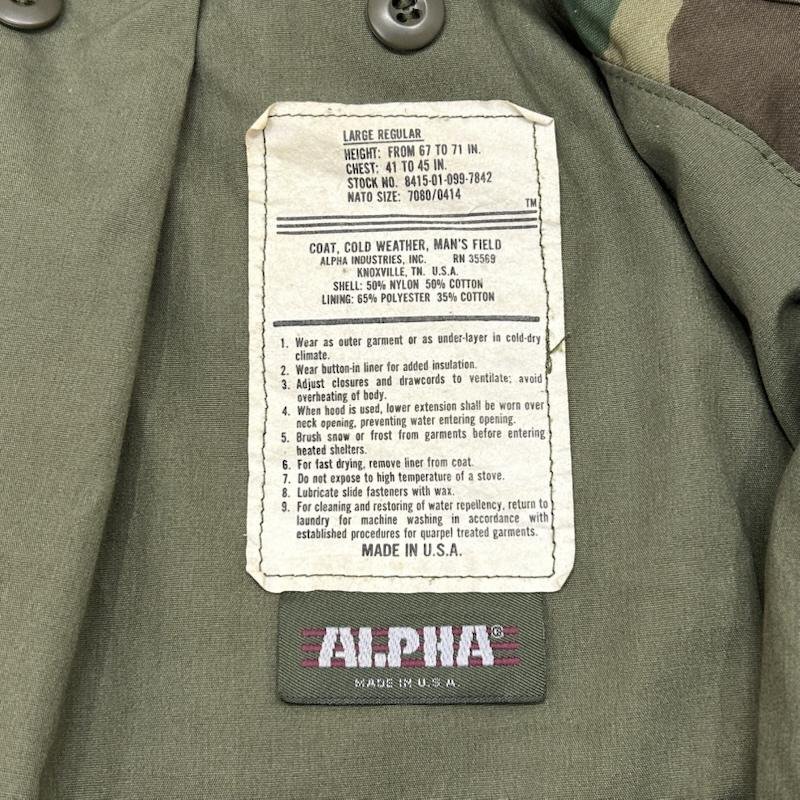 LARGE REGULAR
HEIGHT: FROM 67 TO 71 IN.
CHEST: 41 TO 45 IN.
STOCK NO. 8415-01-099-7842
NATO SIZE: 7080/0414
TM
COAT, COLD WEATHER, MAN'S FIELD
ALPHA INDUSTRIES, INC. RN 35569
KNOXVILLE, TN. U.S.A.
SHELL: 50% NYLON 50% COTTON
LINING: 65% POLYESTER 35% COTTON
1. Wear as outer garment or as under-layer in cold-dry
climate.
2. Wear button-in liner for added insulation.
3. Adjust closures and drawcords to ventilate; avoid
overheating of body.
4. When hood is used, lower extension shall be worn over
neck opening, preventing water entering opening.
5. Brush snow or frost from garments before entering
heated shelters.
6. For fast drying, remove liner from coat.
7. Do not expose to high temperature of a stove.
8. Lubricate slide fasteners with wax.
9. For cleaning and restoring of water repellency, return to
laundry for machine washing in accordance with
established procedures for quarpel treated garments.
MADE IN U.S.A.
ALPHA®
MADE IN U.S.A.